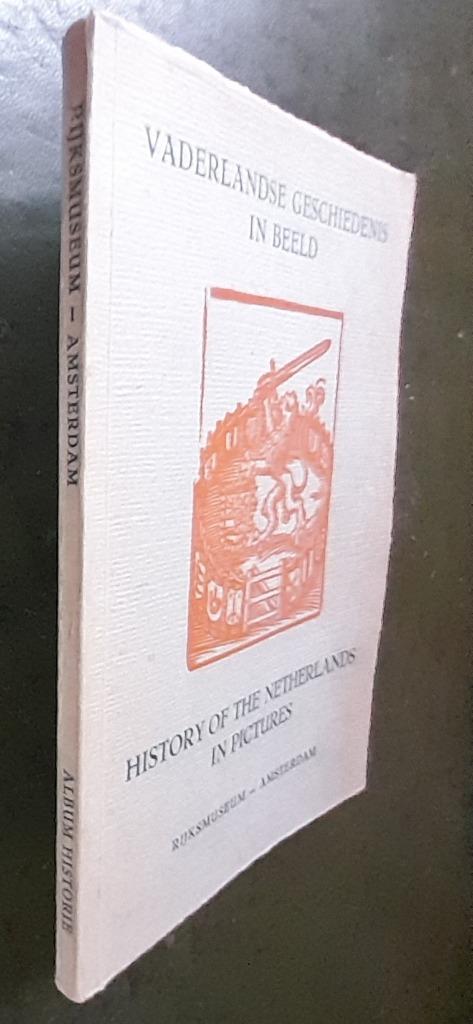 RIJKSMUSEUM - AMSTERDAM
ALBUM HISTORIE
VADERLANDSE GESCHIEDENIS
IN BEELD
HISTORY OF THE NETHERLANDS
IN PICTURES
RIJKSMUSEUM - AMSTERDAM